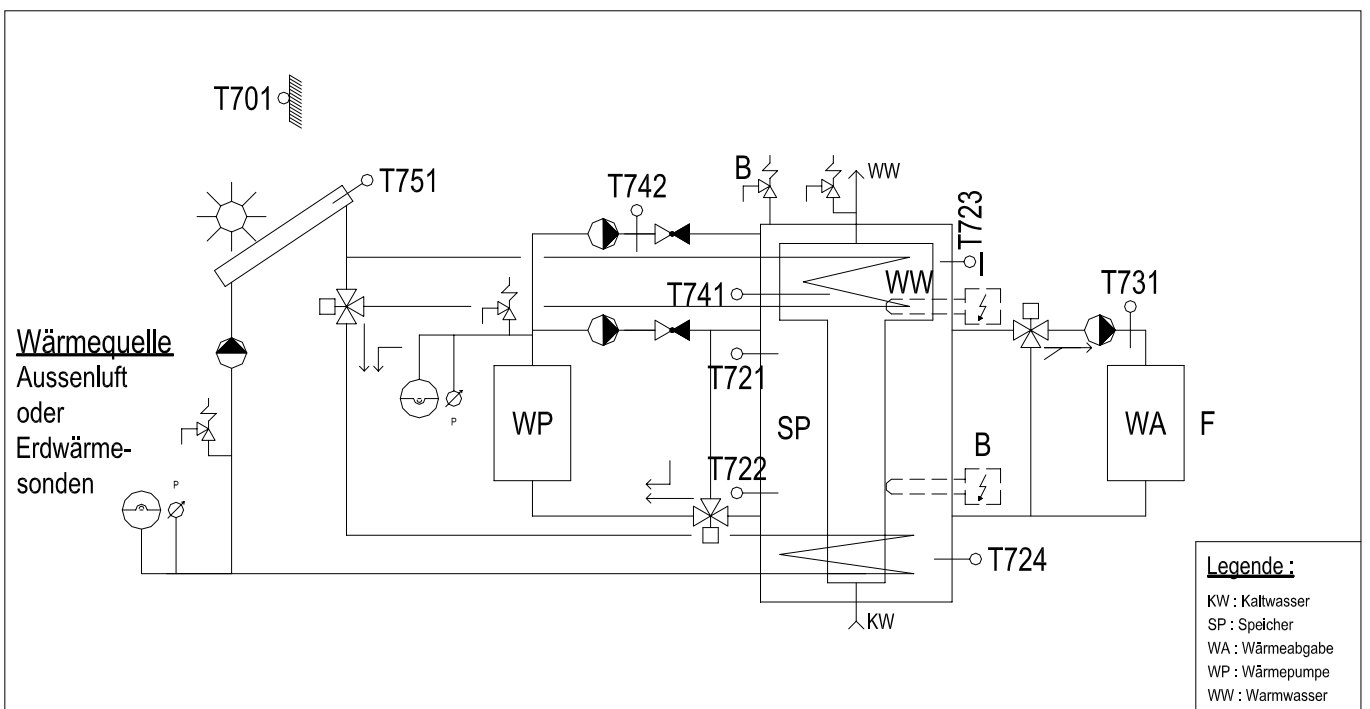 T701
T751
T742
B
WW
T723
I
T741
WW
T731
Wärmequelle
Aussenluft
oder
Erdwärme-
sonden
P
P
T721
WP
SP
WA
F
T722
B
T724
KW
Legende :
KW : Kaltwasser
SP : Speicher
WA : Wärmeabgabe
WP : Wärmepumpe
WW : Warmwasser